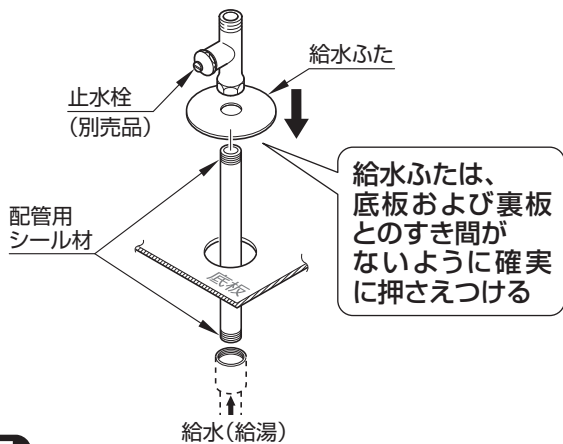 給水ふた
止水栓
(別売品)
給水ふたは、
底板および裏板
とのすき間が
ないように確実
に押さえつける
配管用
シール材
底板
給水(給湯)